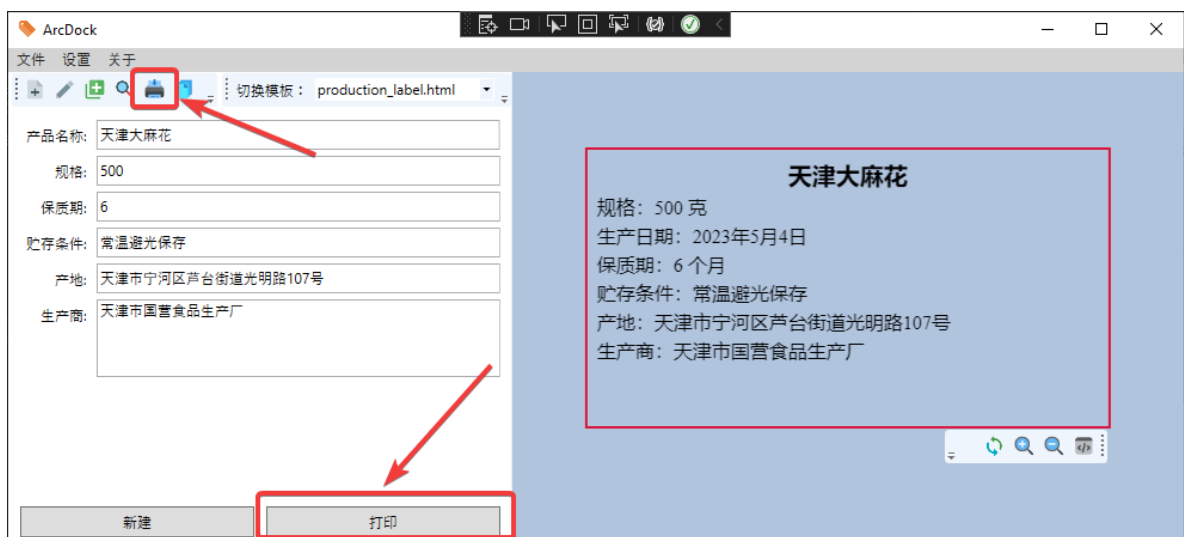 ArcDock
文件 设置 关于
切换模板： production_label.html
产品名称: 天津大麻花
规格: 500
保质期: 6
贮存条件: 常温避光保存
产地: 天津市宁河区芦台街道光明路107号
生产商: 天津市国营食品生产厂
新建
打印
天津大麻花
规格：500 克
生产日期：2023年5月4日
保质期：6 个月
贮存条件：常温避光保存
产地：天津市宁河区芦台街道光明路107号
生产商：天津市国营食品生产厂